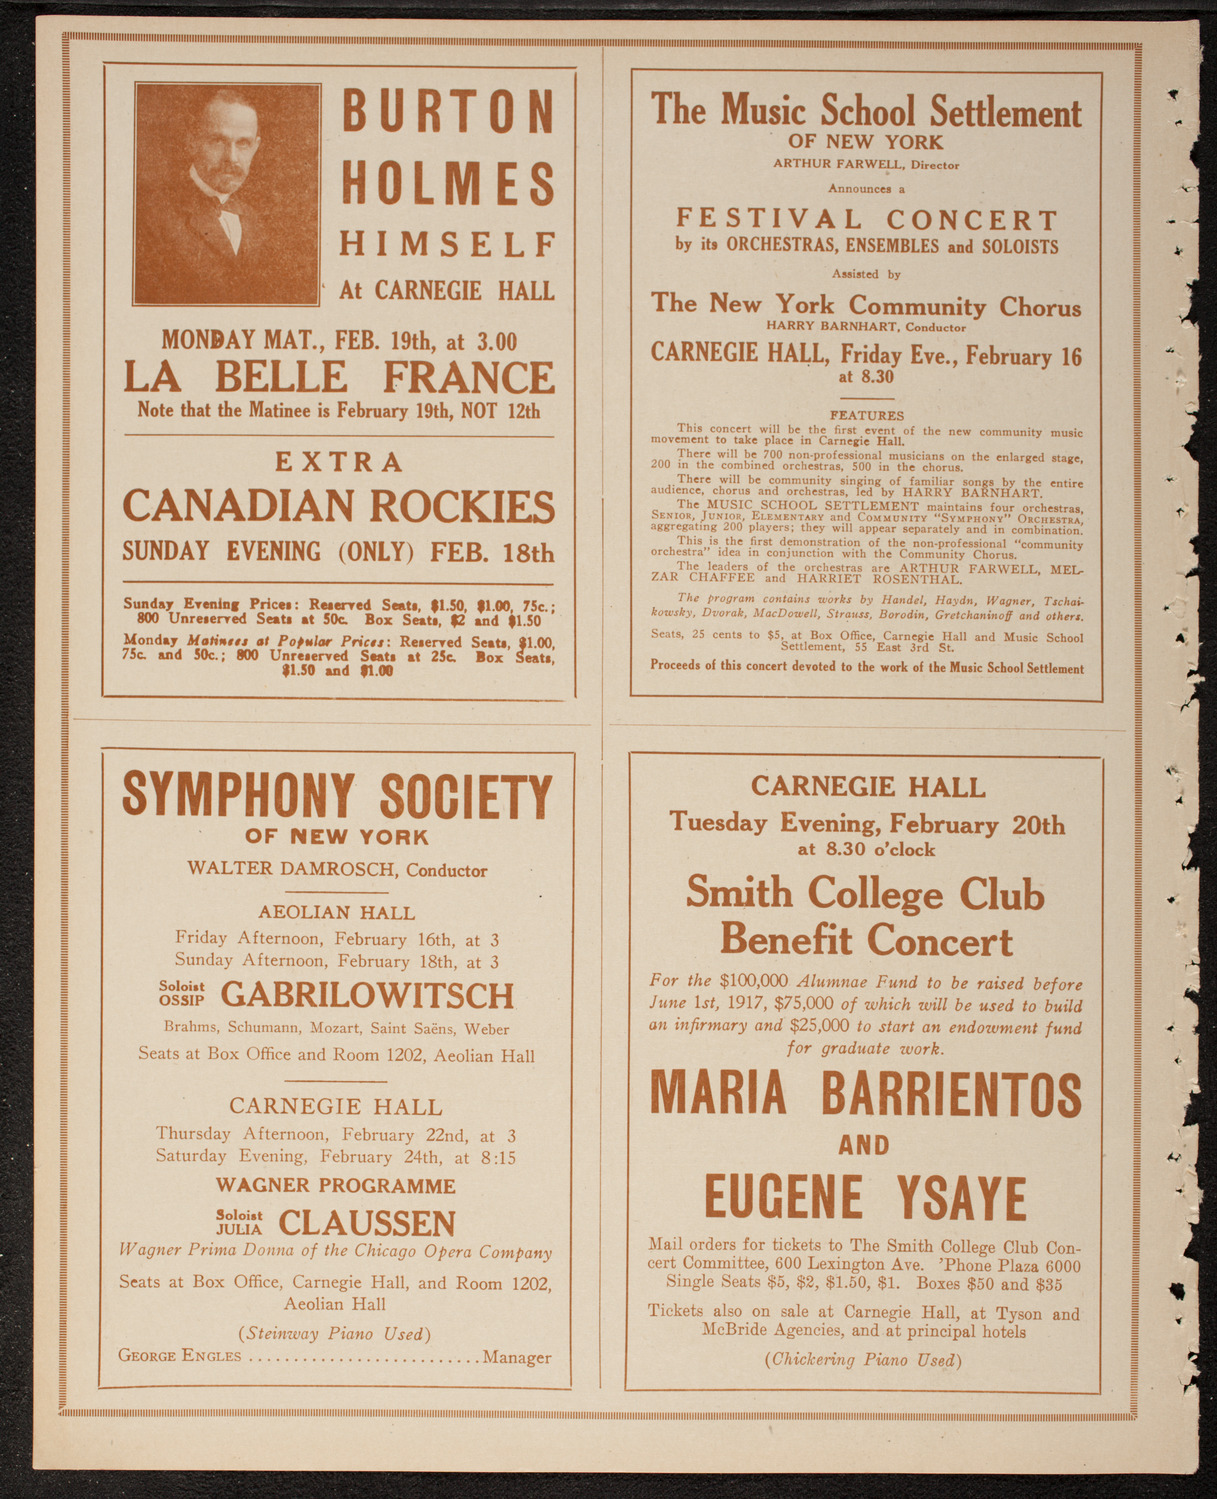 BURTON
HOLMES
HIMSELF
At CARNEGIE HALL
MONDAY MAT., FEB. 19th, at 3.00
LA BELLE FRANCE
Note that the Matinee is February 19th, NOT 12th
EXTRA
CANADIAN ROCKIES
SUNDAY EVENING (ONLY) FEB. 18th
Sunday Evening Prices: Reserved Seats, $1.50, $1.00, 75c.;
800 Unreserved Seats at 50c. Box Seats, $2 and $1.50
Monday Matinees at Popular Prices: Reserved Seats, $1.00,
75c. and 50c.; 800 Unreserved Seats at 25c. Box Seats,
$1.50 and $1.00
The Music School Settlement
OF NEW YORK
ARTHUR FARWELL, Director
Announces a
FESTIVAL CONCERT
by its ORCHESTRAS, ENSEMBLES and SOLOISTS
Assisted by
The New York Community Chorus
HARRY BARNHART, Conductor
CARNEGIE HALL, Friday Eve., February 16
at 8.30
FEATURES
This concert will be the first event of the new community music
movement to take place in Carnegie Hall.
There will be 700 non-professional musicians on the enlarged stage,
200 in the combined orchestras, 500 in the chorus.
There will be community singing of familiar songs by the entire
audience, chorus and orchestras, led by HARRY BARNHART.
The MUSIC SCHOOL SETTLEMENT maintains four orchestras,
SENIOR, JUNIOR, ELEMENTARY and COMMUNITY "SYMPHONY" ORCHESTRA,
aggregating 200 players; they will appear separately and in combination.
This is the first demonstration of the non-professional "community
orchestra" idea in conjunction with the Community Chorus.
The leaders of the orchestras are ARTHUR FARWELL, MEL-
ZAR CHAFFEE and HARRIET ROSENTHAL.
The program contains works by Handel, Haydn, Wagner, Tschai-
kowsky, Dvorak, MacDowell, Strauss, Borodin, Gretchaninoff and others.
Seats, 25 cents to $5, at Box Office, Carnegie Hall and Music School
Settlement, 55 East 3rd St.
Proceeds of this concert devoted to the work of the Music School Settlement
SYMPHONY SOCIETY
OF NEW YORK
WALTER DAMROSCH, Conductor
AEOLIAN HALL
Friday Afternoon, February 16th, at 3
Sunday Afternoon, February 18th, at 3
Soloist OSSIP GABRILOWITSCH
Brahms, Schumann, Mozart, Saint Saëns, Weber
Seats at Box Office and Room 1202, Aeolian Hall
CARNEGIE HALL
Thursday Afternoon, February 22nd, at 3
Saturday Evening, February 24th, at 8:15
WAGNER PROGRAMME
Soloist JULIA CLAUSSEN
Wagner Prima Donna of the Chicago Opera Company
Seats at Box Office, Carnegie Hall, and Room 1202,
Aeolian Hall
(Steinway Piano Used)
GEORGE ENGLES .......................... Manager
CARNEGIE HALL
Tuesday Evening, February 20th
at 8.30 o'clock
Smith College Club
Benefit Concert
For the $100,000 Alumnae Fund to be raised before
June 1st, 1917, $75,000 of which will be used to build
an infirmary and $25,000 to start an endowment fund
for graduate work.
MARIA BARRIENTOS
AND
EUGENE YSAYE
Mail orders for tickets to The Smith College Club Con-
cert Committee, 600 Lexington Ave. 'Phone Plaza 6000
Single Seats $5, $2, $1.50, $1. Boxes $50 and $35
Tickets also on sale at Carnegie Hall, at Tyson and
McBride Agencies, and at principal hotels
(Chickering Piano Used)